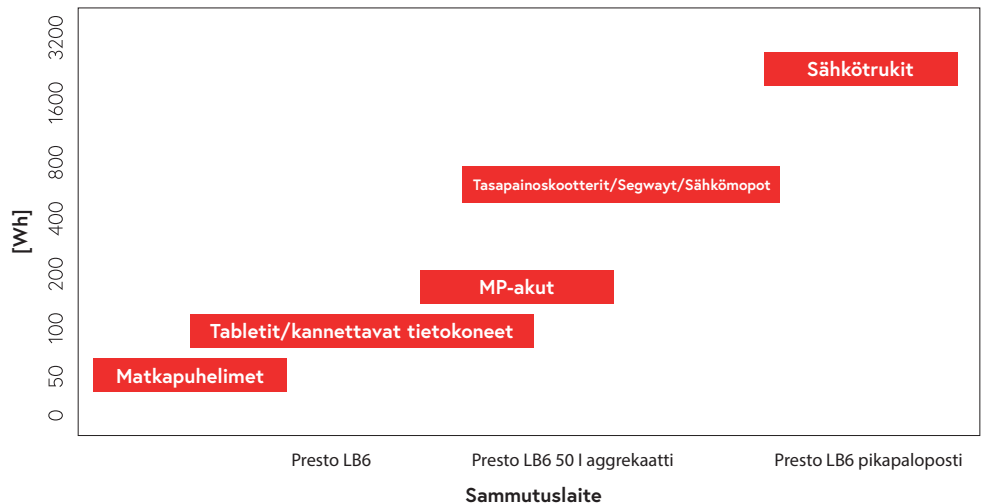 [Wh]
3200
1600
800
400
200
100
50
0
Sähkötrukit
Tasapainoskootterit/Segwayt/Sähkömopot
MP-akut
Tabletit/kannettavat tietokoneet
Matkapuhelimet
Presto LB6
Presto LB6 50 l aggrekaatti
Presto LB6 pikapaloposti
Sammutuslaite